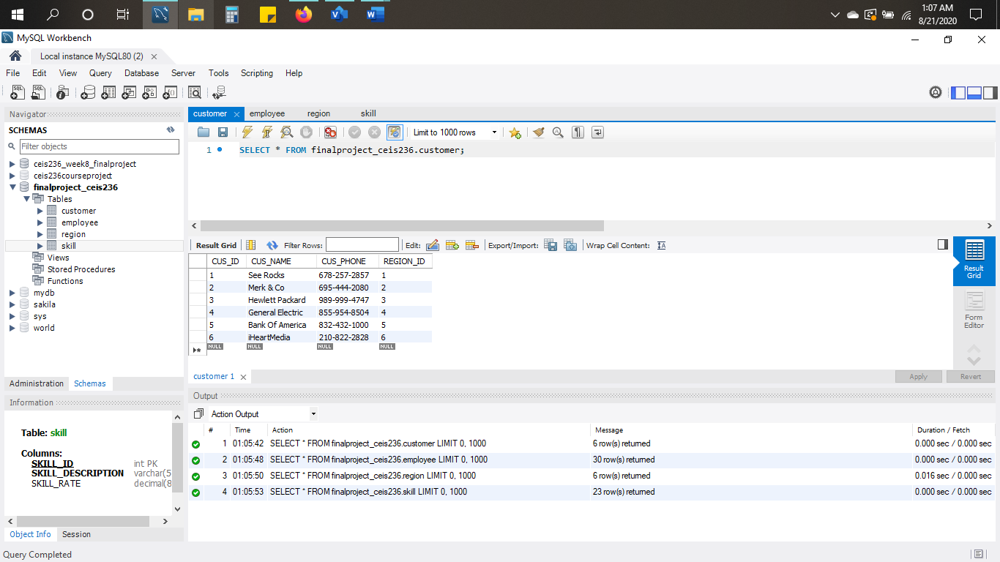 1:07 AM
8/21/2020
MySQL Workbench
Local instance MySQL80 (2)
File Edit View Query Database Server Tools Scripting Help
Navigator
SCHEMAS
Filter objects
ceis236_week8_finalproject
ceis236courseproject
finalproject_ceis236
Tables
customer
employee
region
skill
Views
Stored Procedures
Functions
mydb
sakila
sys
world
Administration Schemas
Information
Table: skill
Columns:
SKILL_ID int PK
SKILL_DESCRIPTION varchar(5
SKILL_RATE decimal(8
Object Info Session
customer employee region skill
Limit to 1000 rows
1 SELECT * FROM finalproject_ceis236.customer;
Result Grid Filter Rows: Edit: Export/Import: Wrap Cell Content:
CUS_ID CUS_NAME CUS_PHONE REGION_ID
1 See Rocks 678-257-2857 1
2 Merk & Co 695-444-2080 2
3 Hewlett Packard 989-999-4747 3
4 General Electric 855-954-8504 4
5 Bank Of America 832-432-1000 5
6 iHeartMedia 210-822-2828 6
NULL NULL NULL NULL
Result
Grid
Form
Editor
customer 1
Apply Revert
Output
Action Output
# Time Action Message Duration / Fetch
1 01:05:42 SELECT * FROM finalproject_ceis236.customer LIMIT 0, 1000 6 row(s) returned 0.000 sec / 0.000 sec
2 01:05:48 SELECT * FROM finalproject_ceis236.employee LIMIT 0, 1000 30 row(s) returned 0.000 sec / 0.000 sec
3 01:05:50 SELECT * FROM finalproject_ceis236.region LIMIT 0, 1000 6 row(s) returned 0.016 sec / 0.000 sec
4 01:05:53 SELECT * FROM finalproject_ceis236.skill LIMIT 0, 1000 23 row(s) returned 0.000 sec / 0.000 sec
Query Completed